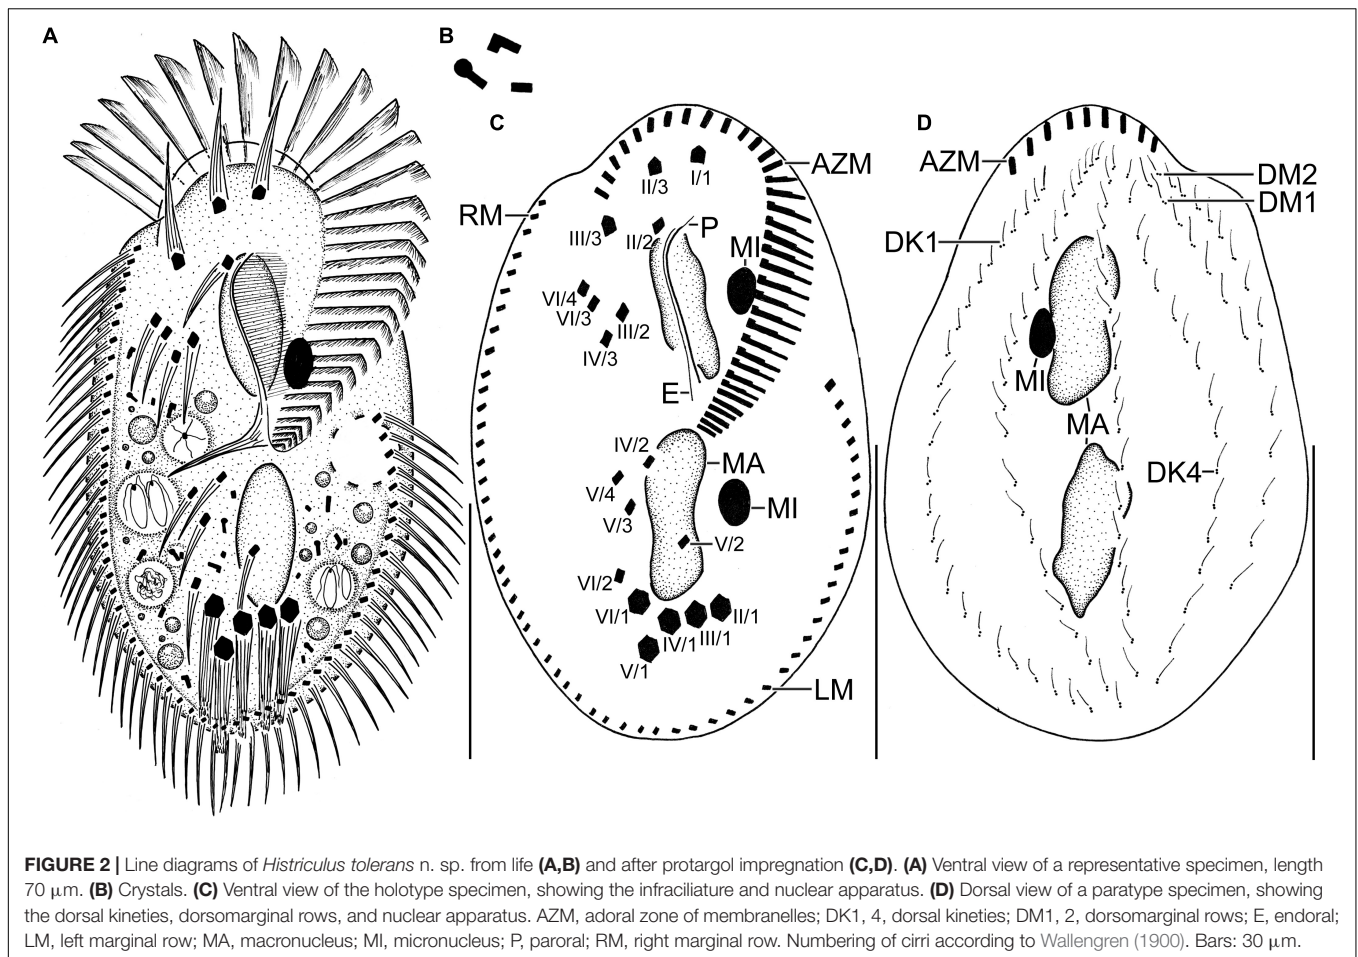 A
B
C
D
AZM
AZM
II/3
I/1
RM
III/3
II/2
P
MI
VI/4
VI/3
III/2
IV/3
E
IV/2
MA
V/4
V/3
MI
V/2
VI/2
VI/1
IV/1
III/1
II/1
V/1
LM
DM2
DM1
DK1
MI
MA
DK4
FIGURE 2 | Line diagrams of Histriculus tolerans n. sp. from life (A,B) and after protargol impregnation (C,D). (A) Ventral view of a representative specimen, length
70 μm. (B) Crystals. (C) Ventral view of the holotype specimen, showing the infraciliature and nuclear apparatus. (D) Dorsal view of a paratype specimen, showing
the dorsal kineties, dorsomarginal rows, and nuclear apparatus. AZM, adoral zone of membranelles; DK1, 4, dorsal kineties; DM1, 2, dorsomarginal rows; E, endoral;
LM, left marginal row; MA, macronucleus; MI, micronucleus; P, paroral; RM, right marginal row. Numbering of cirri according to Wallengren (1900). Bars: 30 μm.